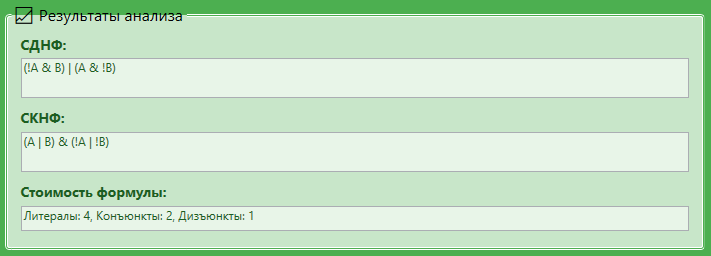 Результаты анализа
СДНФ:
(!A & B) | (A & !B)
СКНФ:
(A | B) & (!A | !B)
Стоимость формулы:
Литералы: 4, Конъюнкты: 2, Дизъюнкты: 1